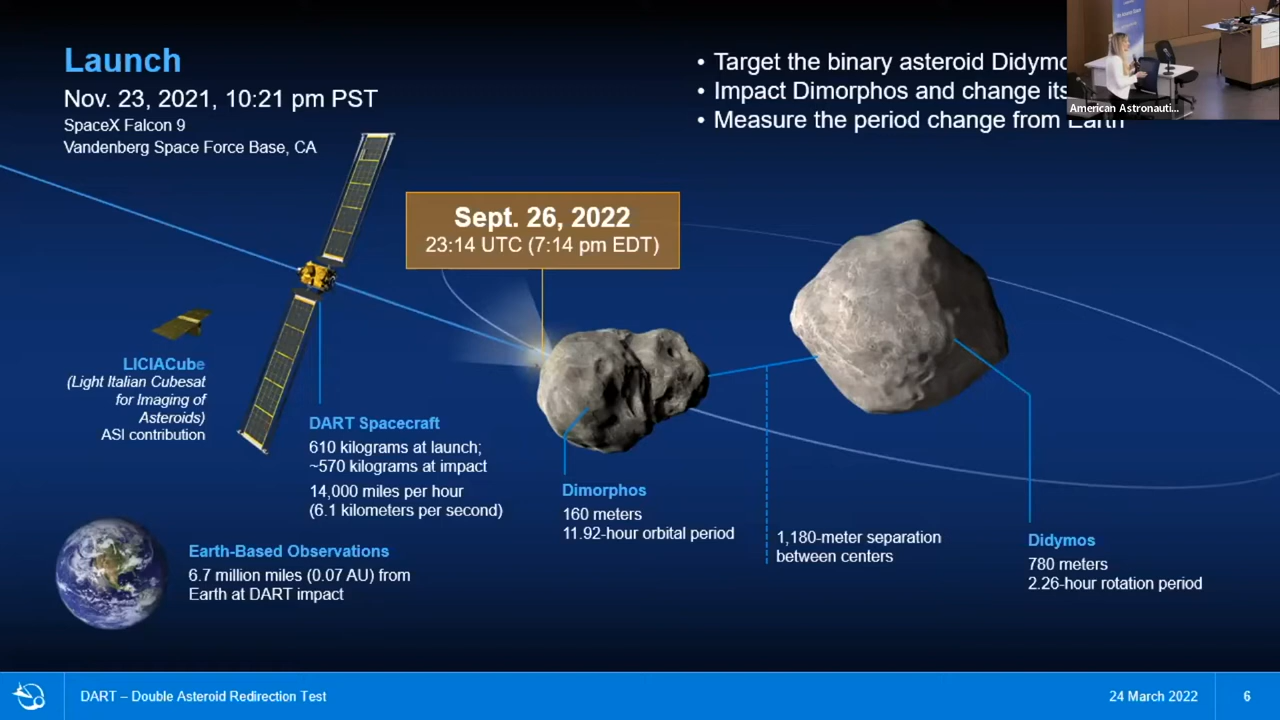 Launch
Nov. 23, 2021, 10:21 pm PST
SpaceX Falcon 9
Vandenberg Space Force Base, CA
• Target the binary asteroid
• Impact Dimorphos and change its
• Measure the period change from Earth
American Astronauti...
Sept. 26, 2022
23:14 UTC (7:14 pm EDT)
LICIACube
(Light Italian Cubesat
for Imaging of
Asteroids)
ASI contribution
DART Spacecraft
610 kilograms at launch;
~570 kilograms at impact
14,000 miles per hour
(6.1 kilometers per second)
Dimorphos
160 meters
11.92-hour orbital period
1,180-meter separation
between centers
Didymos
780 meters
2.26-hour rotation period
Earth-Based Observations
6.7 million miles (0.07 AU) from
Earth at DART impact
DART – Double Asteroid Redirection Test
24 March 2022
6